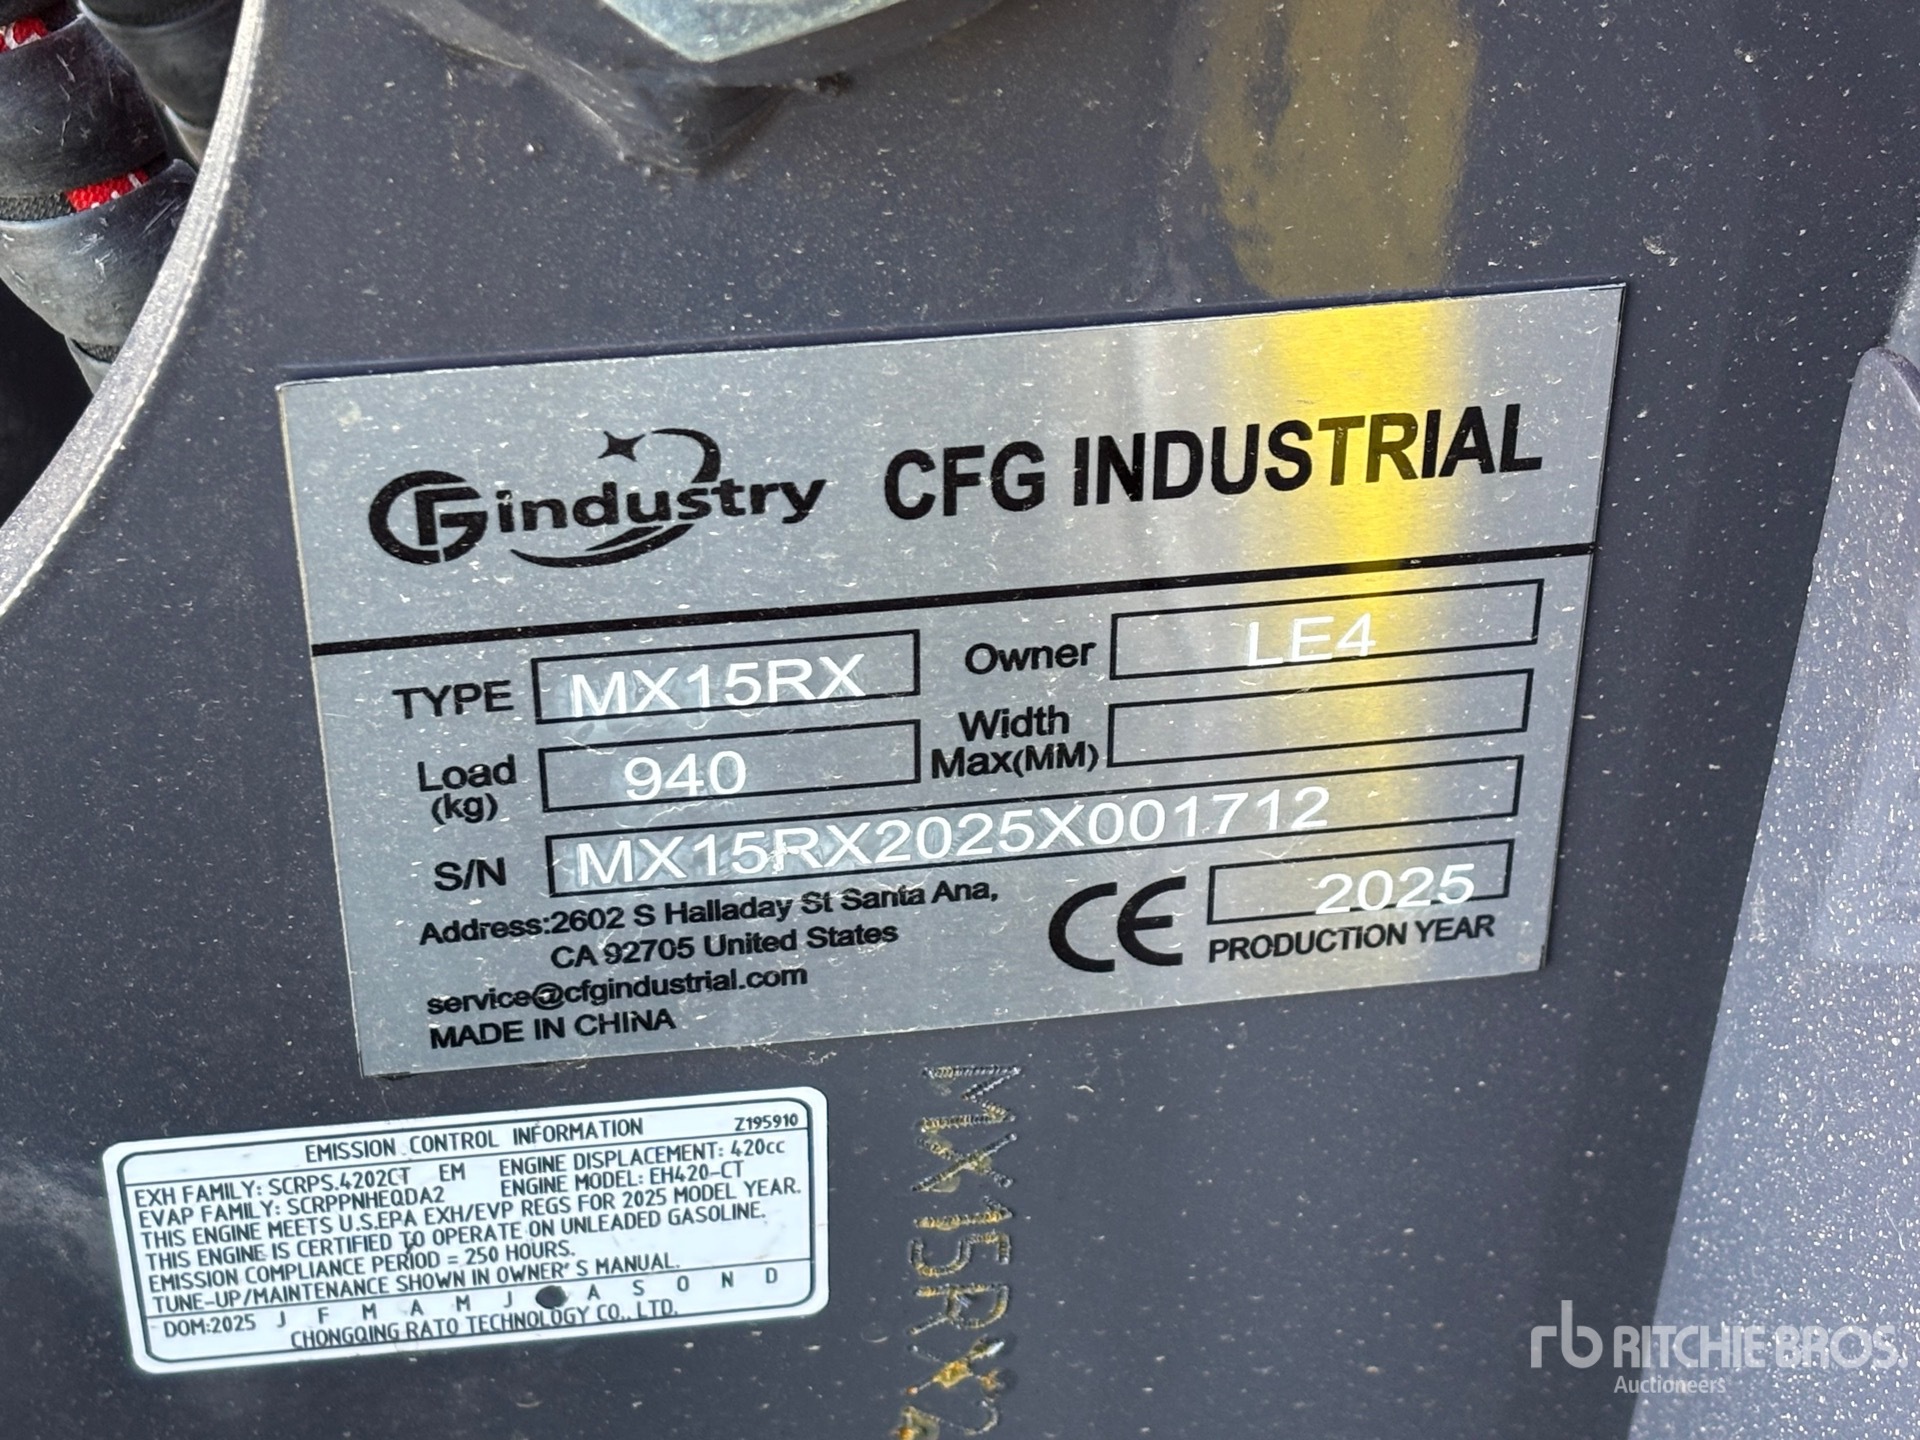 CFG industry CFG INDUSTRIAL
TYPE MX15RX Owner LE4
Load (kg) 940 Width Max(MM)
S/N MX15RX2025X001712
Address:2602 S Halladay St Santa Ana,
CA 92705 United States
service@cfgindustrial.com
MADE IN CHINA
CE 2025
PRODUCTION YEAR
EMISSION CONTROL INFORMATION Z195910
EXH FAMILY: SCRPS.4202CT EM ENGINE DISPLACEMENT: 420cc
EVAP FAMILY: SCRPPNHEQDA2 ENGINE MODEL: EH420-CT
THIS ENGINE MEETS U.S.EPA EXH/EVP REGS FOR 2025 MODEL YEAR.
THIS ENGINE IS CERTIFIED TO OPERATE ON UNLEADED GASOLINE.
EMISSION COMPLIANCE PERIOD = 250 HOURS.
TUNE-UP/MAINTENANCE SHOWN IN OWNER'S MANUAL.
DOM:2025 J F M A M J A S O N D
CHONGQING RATO TECHNOLOGY CO., LTD.
MX15RX2
rb RITCHIE BROS.
Auctioneers